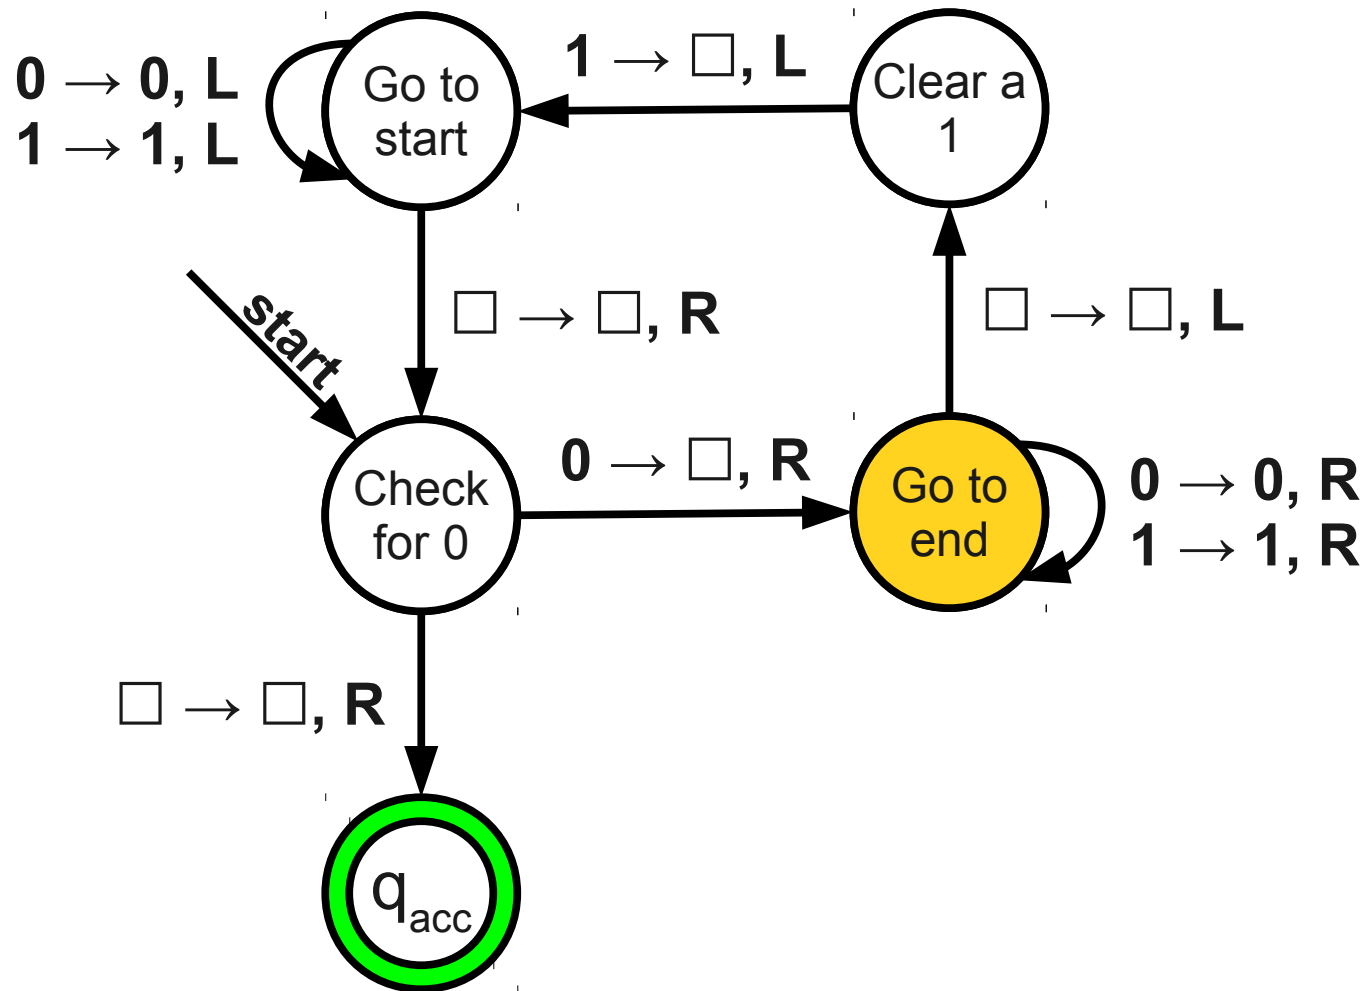 1 → □, L
0 → 0, L
1 → 1, L
Go to
start
Clear a
1
□ → □, R
□ → □, L
start
0 → □, R
Check
for 0
Go to
end
0 → 0, R
1 → 1, R
□ → □, R
qacc